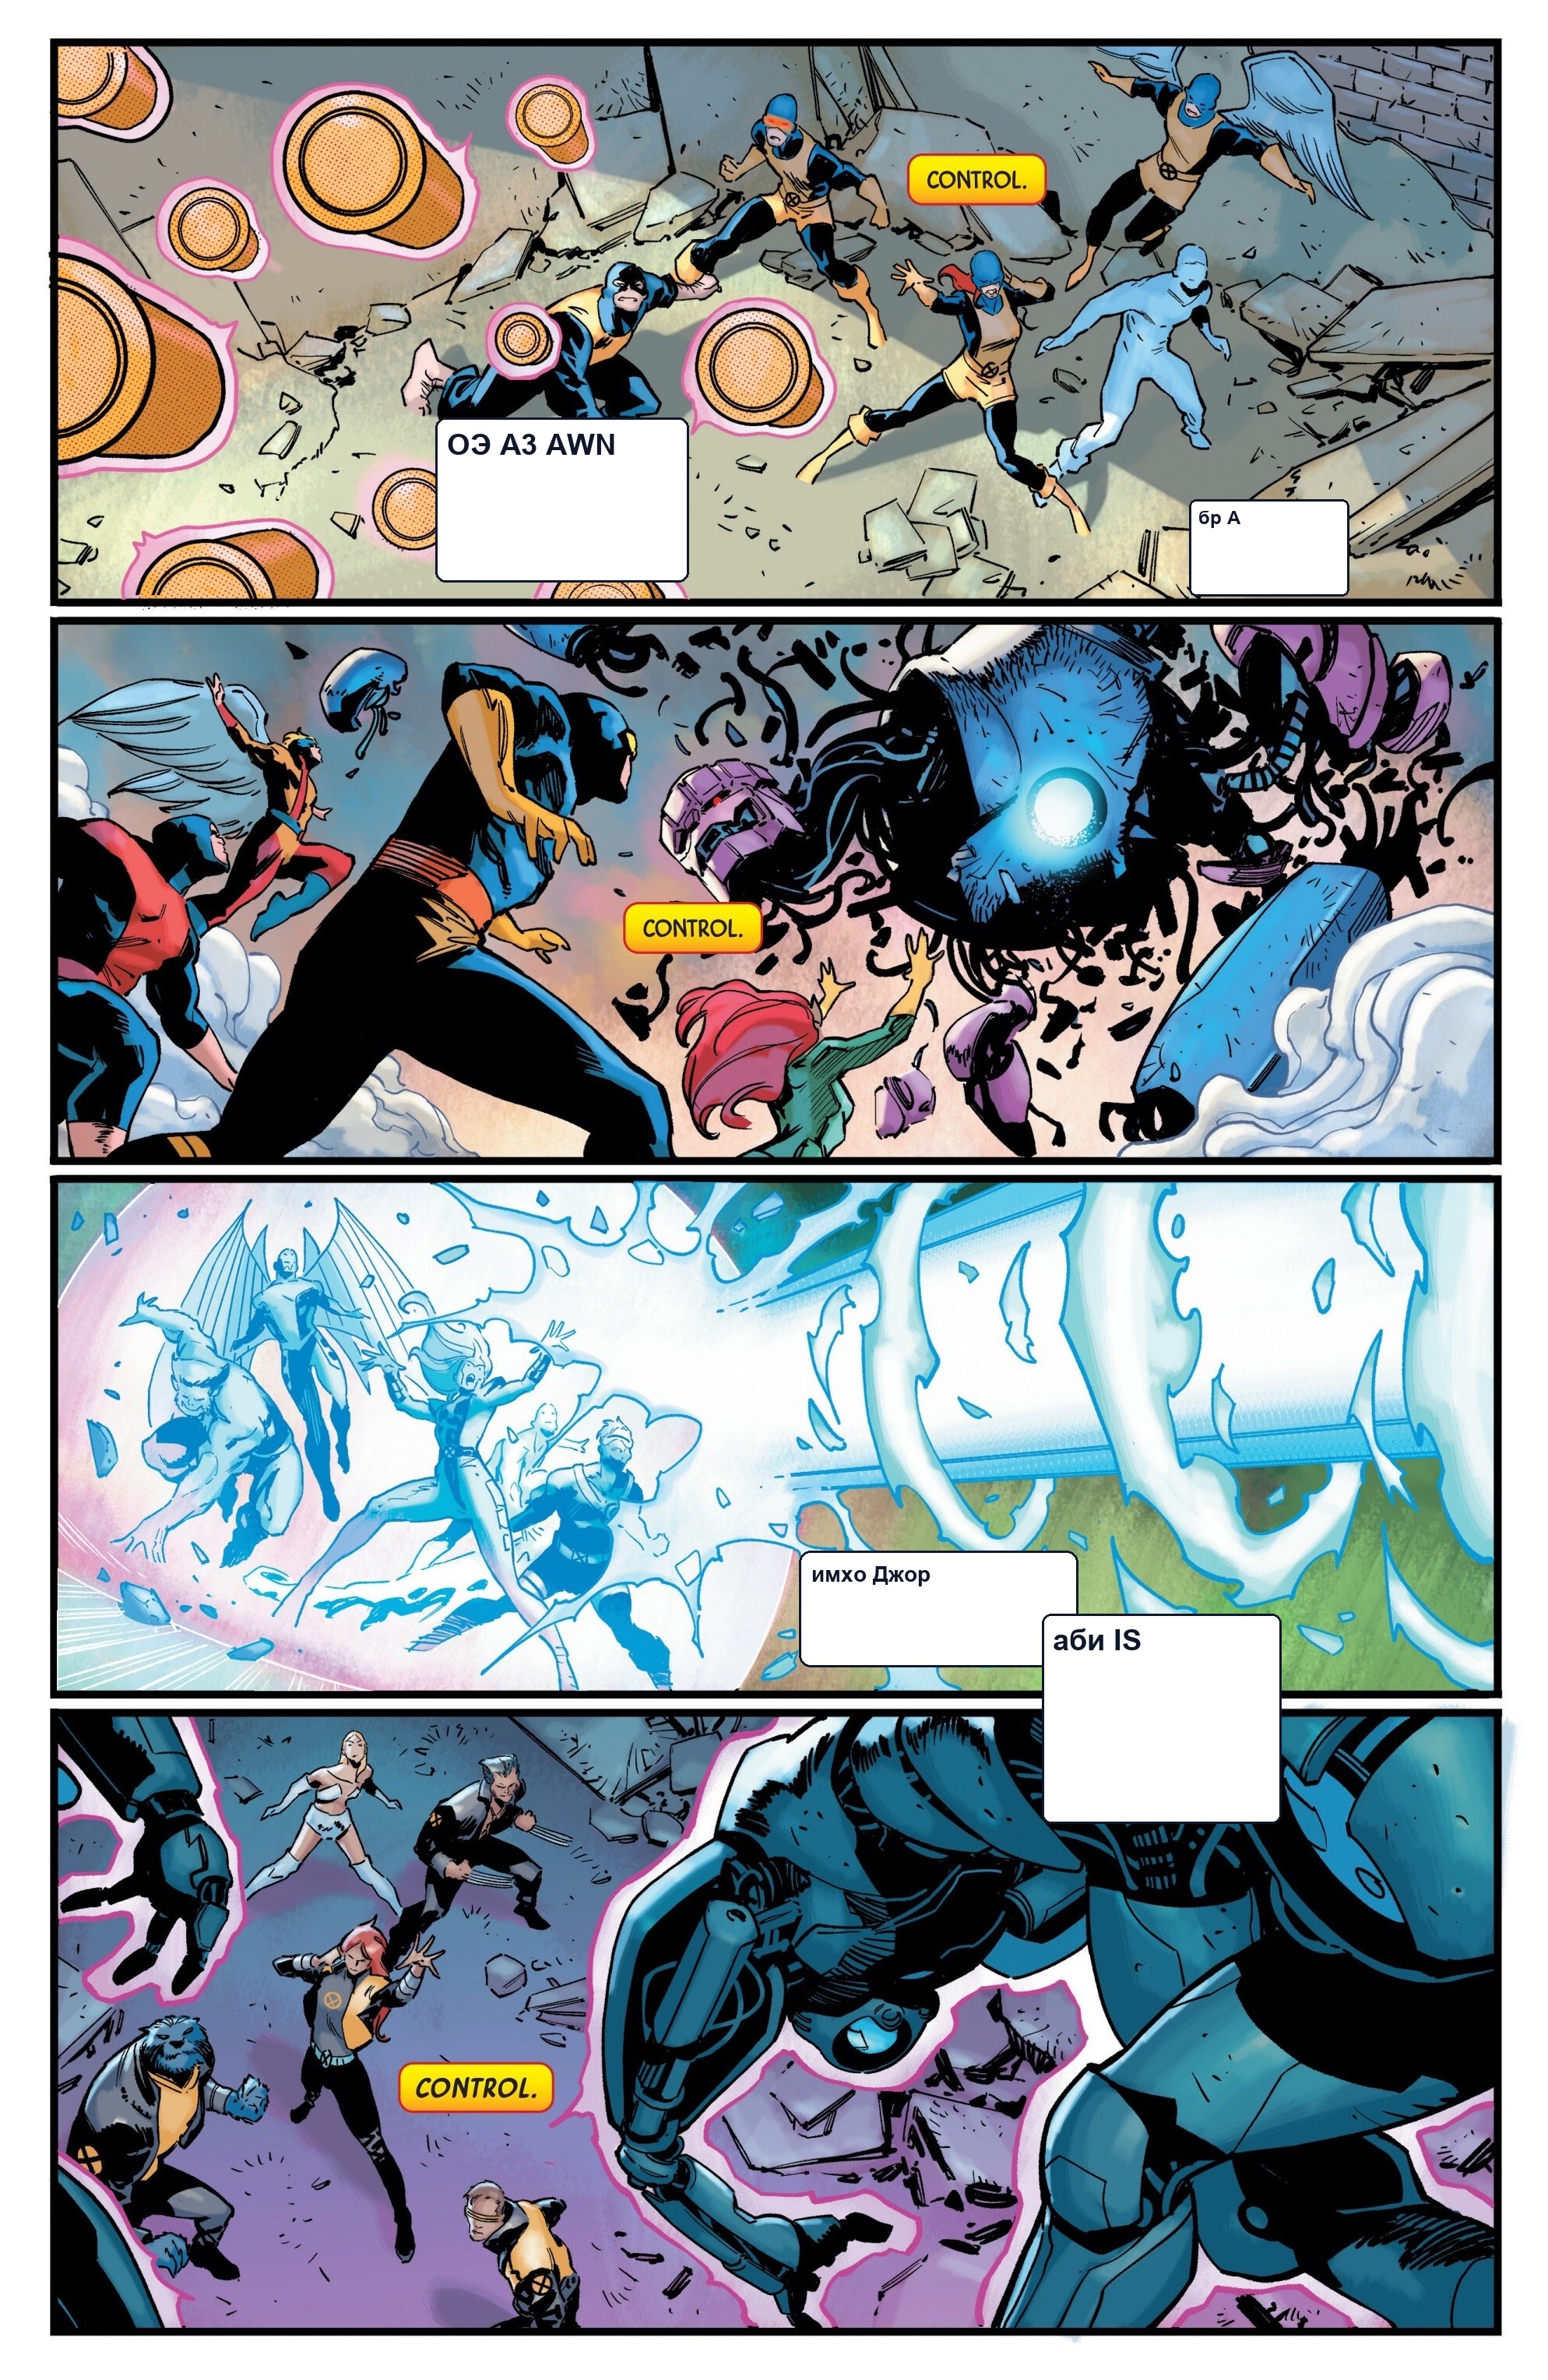 CONTROL.
ОЭ АЗ AWN
бр А
CONTROL.
имхо Джор
аби IS
CONTROL.